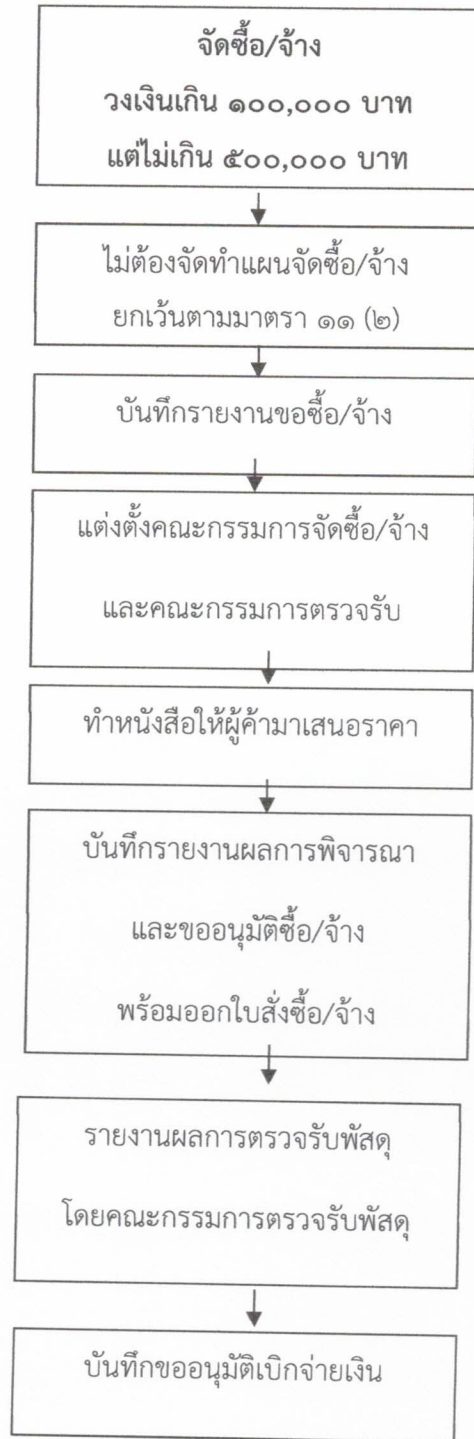 จัดซื้อ/จ้าง
วงเงินเกิน ๑๐๐,๐๐๐ บาท
แต่ไม่เกิน ๕๐๐,๐๐๐ บาท
ไม่ต้องจัดทำแผนจัดซื้อ/จ้าง
ยกเว้นตามมาตรา ๑๑ (๒)
บันทึกรายงานขอซื้อ/จ้าง
แต่งตั้งคณะกรรมการจัดซื้อ/จ้าง
และคณะกรรมการตรวจรับ
ทำหนังสือให้ผู้ค้ามาเสนอราคา
บันทึกรายงานผลการพิจารณา
และขออนุมัติซื้อ/จ้าง
พร้อมออกใบสั่งซื้อ/จ้าง
รายงานผลการตรวจรับพัสดุ
โดยคณะกรรมการตรวจรับพัสดุ
บันทึกขออนุมัติเบิกจ่ายเงิน